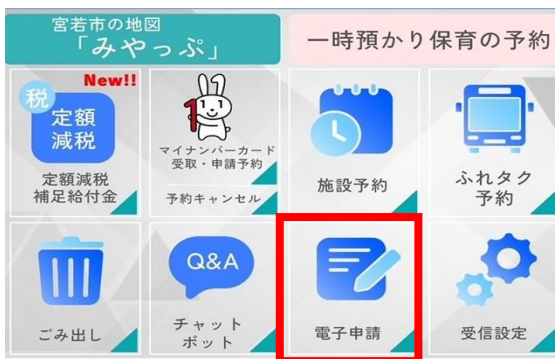 宮若市の地図
「みやっぷ」
一時預かり保育の予約
New!!
税
定額
減税
定額減税
補足給付金
1
マイナンバーカード
受取・申請予約
予約キャンセル
施設予約
ふれタク
予約
ごみ出し
Q&A
チャット
ボット
電子申請
受信設定